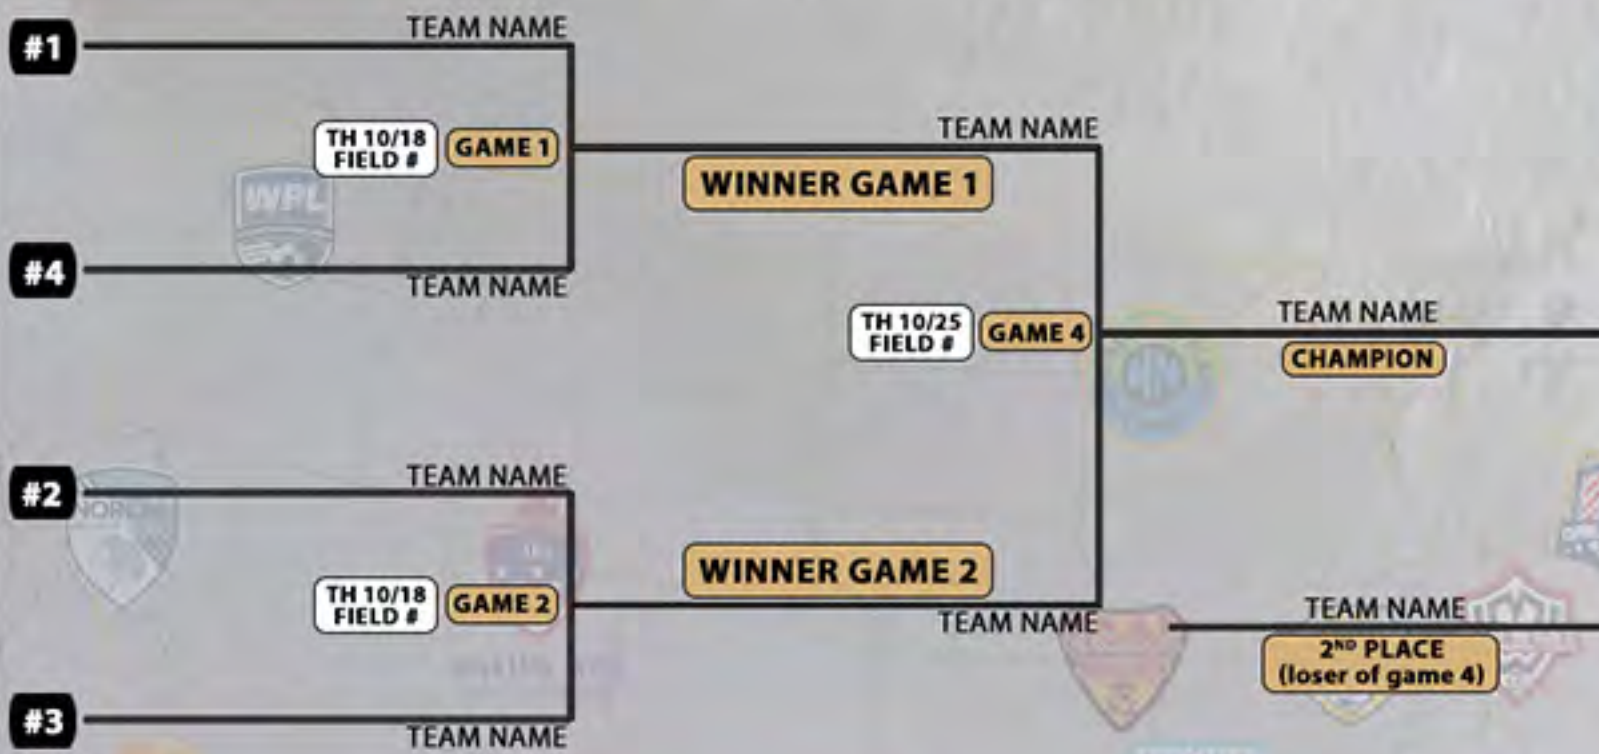 #1
TEAM NAME
TH 10/18
FIELD #
GAME 1
#4
TEAM NAME
TEAM NAME
WINNER GAME 1
WPL
TH 10/25
FIELD #
GAME 4
TEAM NAME
CHAMPION
#2
TEAM NAME
TH 10/18
FIELD #
GAME 2
#3
TEAM NAME
WINNER GAME 2
TEAM NAME
TEAM NAME
2ND PLACE
(loser of game 4)